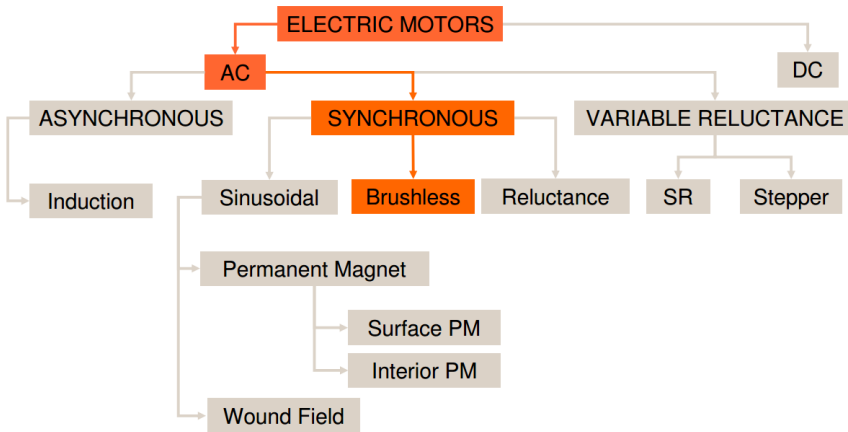 ELECTRIC MOTORS
AC
DC
ASYNCHRONOUS
SYNCHRONOUS
VARIABLE RELUCTANCE
Induction
Sinusoidal
Brushless
Reluctance
SR
Stepper
Permanent Magnet
Surface PM
Interior PM
Wound Field